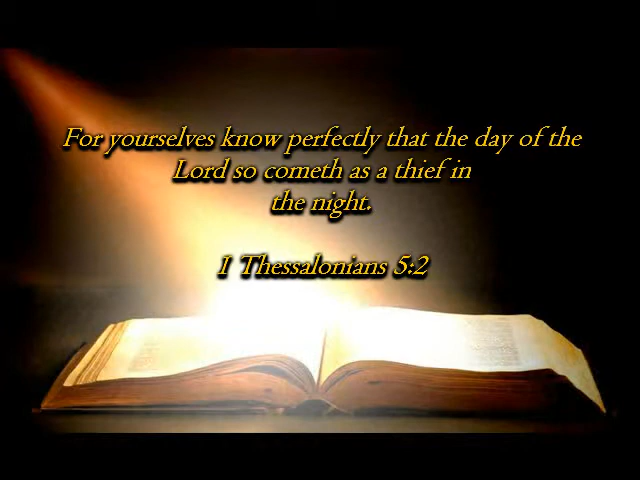 For yourselves know perfectly that the day of the
Lord so cometh as a thief in
the night.
1 Thessalonians 5:2